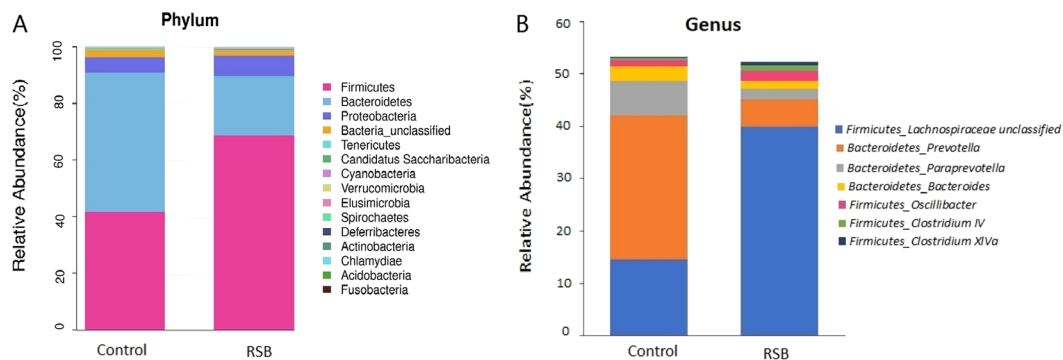 A
Phylum
Relative Abundance(%)
100
80
60
40
20
0
Control
RSB
Firmicutes
Bacteroidetes
Proteobacteria
Bacteria_unclassified
Tenericutes
Candidatus Saccharibacteria
Cyanobacteria
Verrucomicrobia
Elusimicrobia
Spirochaetes
Deferribacteres
Actinobacteria
Chlamydiae
Acidobacteria
Fusobacteria
B
Genus
Relative Abundance(%)
60
50
40
30
20
10
0
Control
RSB
Firmicutes_Lachnospiraceae unclassified
Bacteroidetes_Prevotella
Bacteroidetes_Paraprevotella
Bacteroidetes_Bacteroides
Firmicutes_Oscillibacter
Firmicutes_Clostridium IV
Firmicutes_Clostridium XlVa